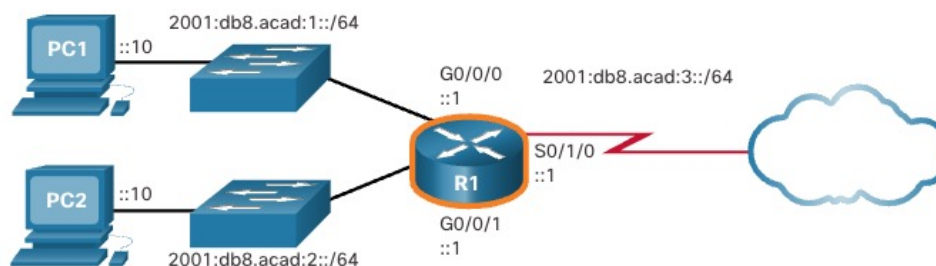 2001:db8.acad:1::/64
PC1
::10
G0/0/0
::1
2001:db8.acad:3::/64
S0/1/0
::1
R1
PC2
::10
G0/0/1
::1
2001:db8.acad:2::/64